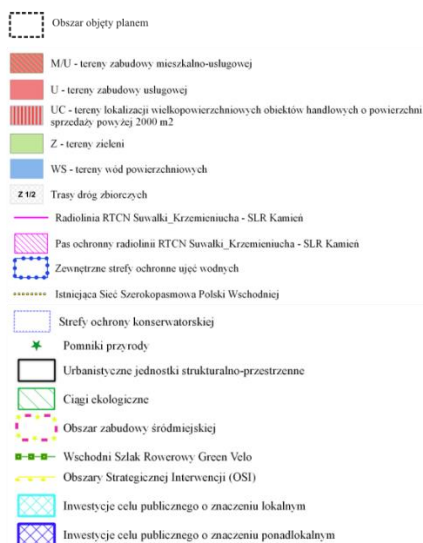 Obszar objęty planem
M/U - tereny zabudowy mieszkalno-usługowej
U - tereny zabudowy usługowej
UC - tereny lokalizacji wielkopowierzchniowych obiektów handlowych o powierzchni
sprzedaży powyżej 2000 m2
Z - tereny zieleni
WS - tereny wód powierzchniowych
Z 1/2 Trasy dróg zbiorczych
Radiolinia RTCN Suwałki_Krzemieniucha - SLR Kamień
Pas ochronny radiolinii RTCN Suwałki_Krzemieniucha - SLR Kamień
Zewnętrzne strefy ochronne ujęć wodnych
Istniejąca Sieć Szerokopasmowa Polski Wschodniej
Strefy ochrony konserwatorskiej
Pomniki przyrody
Urbanistyczne jednostki strukturalno-przestrzenne
Ciągi ekologiczne
Obszar zabudowy śródmiejskiej
Wschodni Szlak Rowerowy Green Velo
Obszary Strategicznej Interwencji (OSI)
Inwestycje celu publicznego o znaczeniu lokalnym
Inwestycje celu publicznego o znaczeniu ponadlokalnym